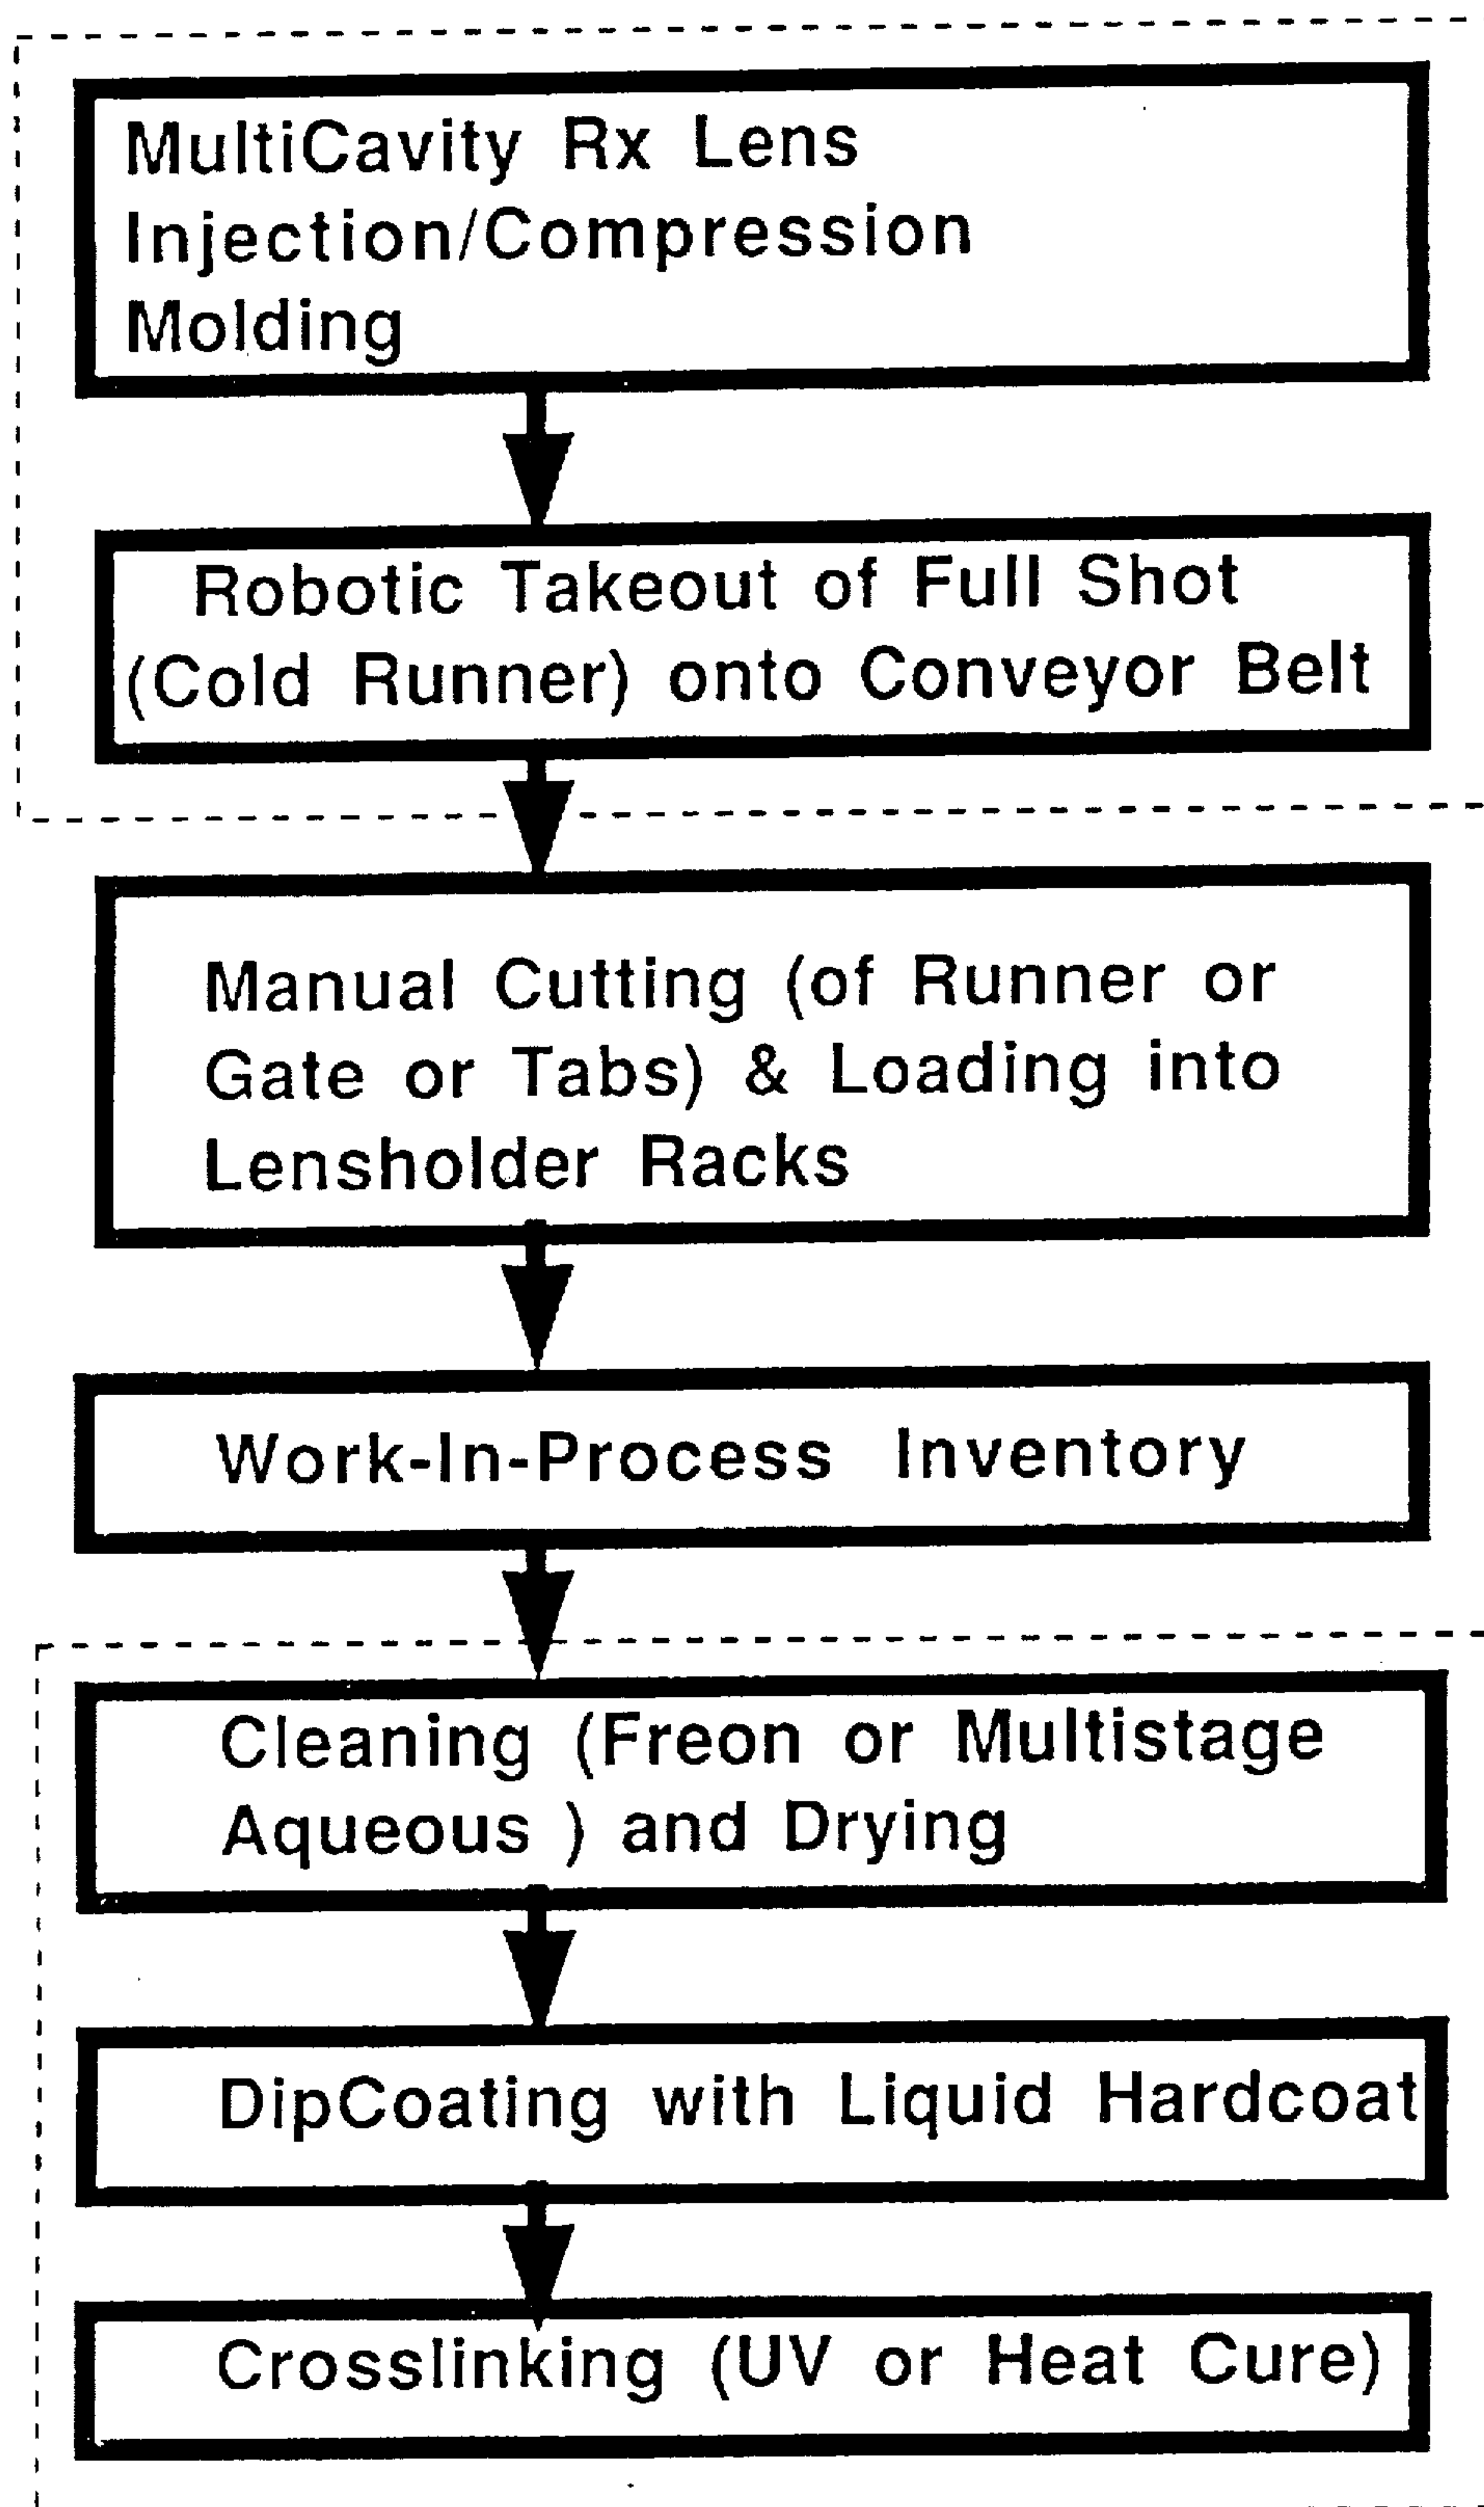 MultiCavity Rx Lens
Injection/Compression
Molding
Robotic Takeout of Full Shot
(Cold Runner) onto Conveyor Belt
Manual Cutting (of Runner or
Gate or Tabs) & Loading into
Lensholder Racks
Work-In-Process Inventory
Cleaning (Freon or Multistage
Aqueous ) and Drying
DipCoating with Liquid Hardcoat
Crosslinking (UV or Heat Cure)